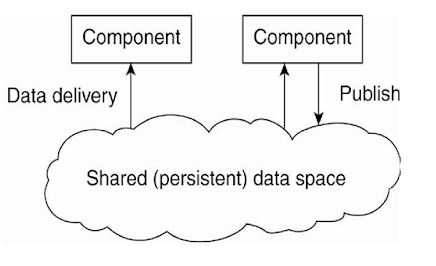 Component
Component
Data delivery
Publish
Shared (persistent) data space